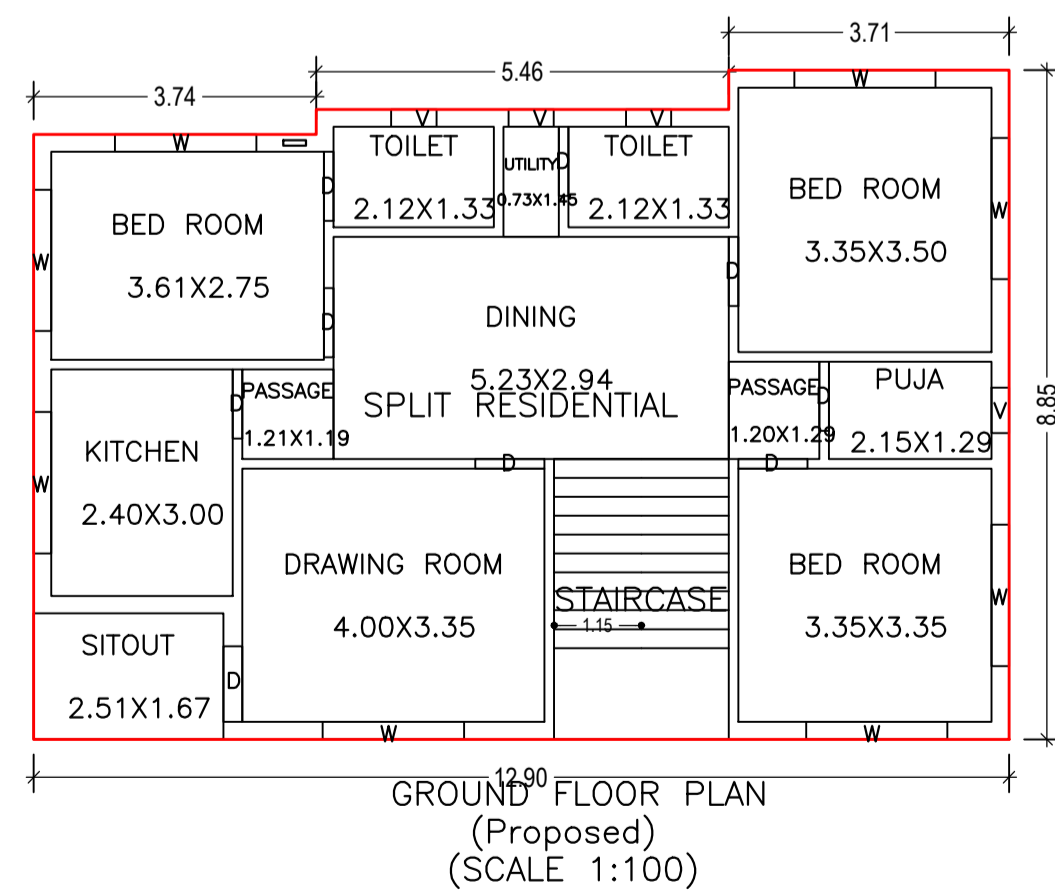 3.71
5.46
3.74
W
V V V
W
TOILET
UTILITY
D
TOILET
2.12X1.33
0.73X1.45
2.12X1.33
D
BED ROOM
3.61X2.75
W
D
BED ROOM
3.35X3.50
W
D
DINING
5.23X2.94
SPLIT RESIDENTIAL
8.85
PASSAGE
1.21X1.19
D
PASSAGE
1.20X1.29
D
PUJA
2.15X1.29
V
KITCHEN
2.40X3.00
W
D
D
DRAWING ROOM
4.00X3.35
STAIRCASE
1.15
BED ROOM
3.35X3.35
W
SITOUT
2.51X1.67
D
W
W
12.90
GROUND FLOOR PLAN
(Proposed)
(SCALE 1:100)